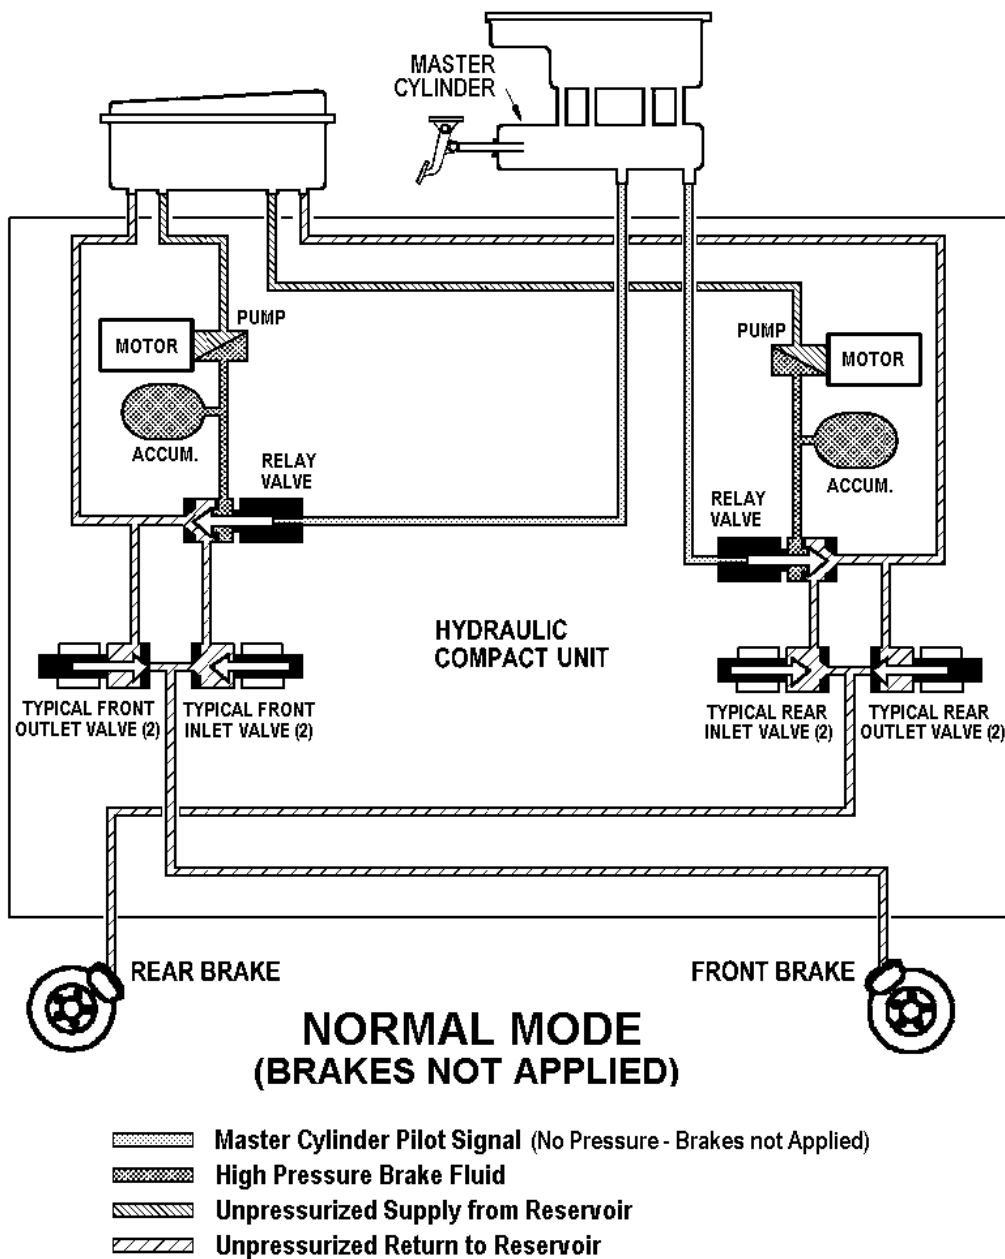 MASTER
CYLINDER
PUMP
MOTOR
ACCUM.
RELAY
VALVE
PUMP
MOTOR
ACCUM.
RELAY
VALVE
HYDRAULIC
COMPACT UNIT
TYPICAL FRONT
OUTLET VALVE (2)
TYPICAL FRONT
INLET VALVE (2)
TYPICAL REAR
INLET VALVE (2)
TYPICAL REAR
OUTLET VALVE (2)
REAR BRAKE
FRONT BRAKE
NORMAL MODE
(BRAKES NOT APPLIED)
Master Cylinder Pilot Signal (No Pressure - Brakes not Applied)
High Pressure Brake Fluid
Unpressurized Supply from Reservoir
Unpressurized Return to Reservoir